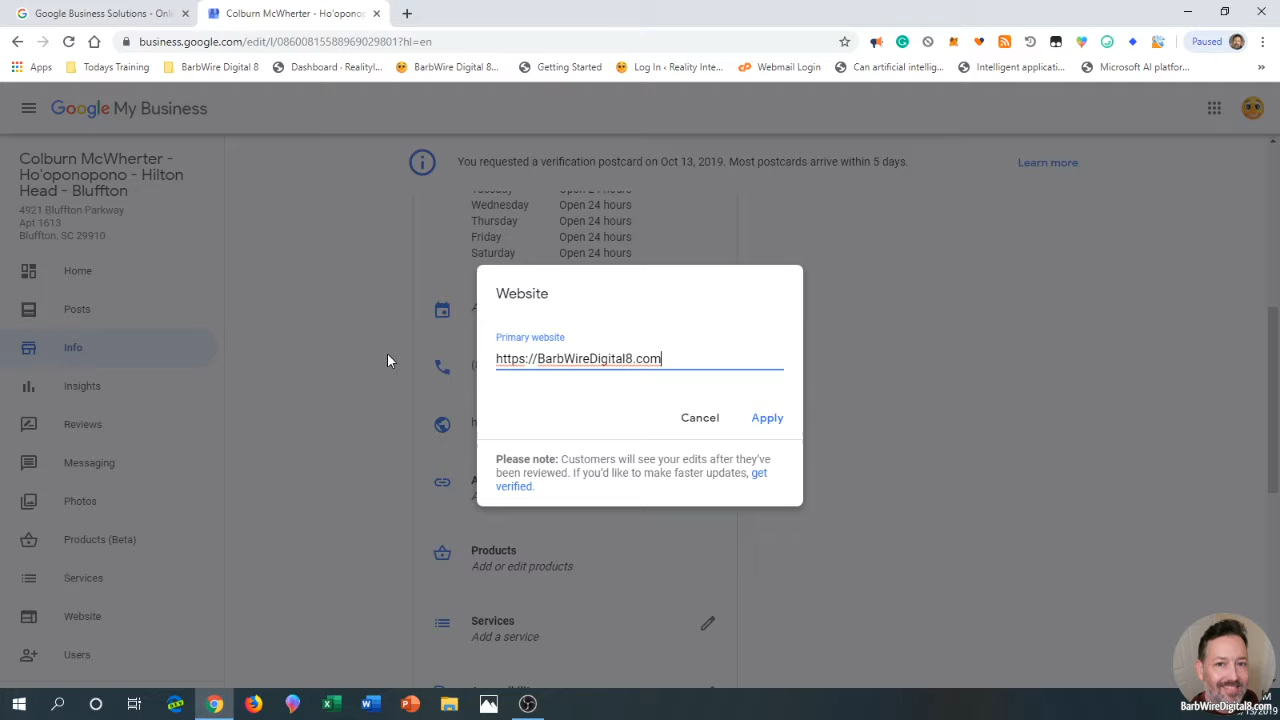 Google Business Solutions - Onli
Colburn McWherter - Ho'oponopo
business.google.com/edit/l/08600815588969029801?hl=en
Paused
Apps
Todays Training
BarbWire Digital 8
Dashboard - RealityI...
BarbWire Digital 8...
Getting Started
Log In ‹ Reality Inte...
Webmail Login
Can artificial intellig...
Intelligent applicati...
Microsoft AI platfor...
Google My Business
Colburn McWherter -
Ho'oponopono - Hilton
Head - Bluffton
4921 Bluffton Parkway
Apt 1613
Bluffton, SC 29910
Home
Posts
Info
Insights
Reviews
Messaging
Photos
Products (Beta)
Services
Website
Users
You requested a verification postcard on Oct 13, 2019. Most postcards arrive within 5 days.
Learn more
Tuesday Open 24 hours
Wednesday Open 24 hours
Thursday Open 24 hours
Friday Open 24 hours
Saturday Open 24 hours
Website
Primary website
https://BarbWireDigital8.com
Cancel
Apply
Please note: Customers will see your edits after they've
been reviewed. If you'd like to make faster updates, get
verified.
Products
Add or edit products
Services
Add a service
BarbWireDigital8.com